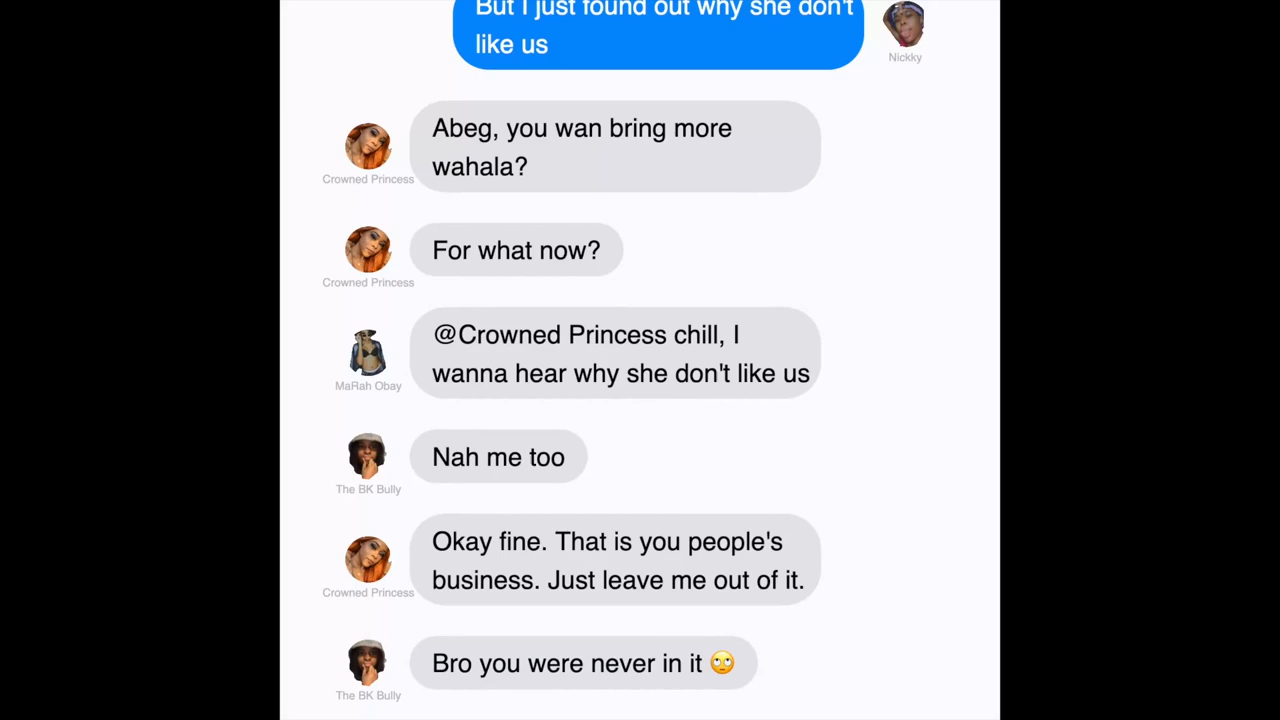 But I just found out why she don't
like us
Nickky
Abeg, you wan bring more
wahala?
Crowned Princess
For what now?
Crowned Princess
@Crowned Princess chill, I
wanna hear why she don't like us
MaRah Obay
Nah me too
The BK Bully
Okay fine. That is you people's
business. Just leave me out of it.
Crowned Princess
Bro you were never in it 🙄
The BK Bully